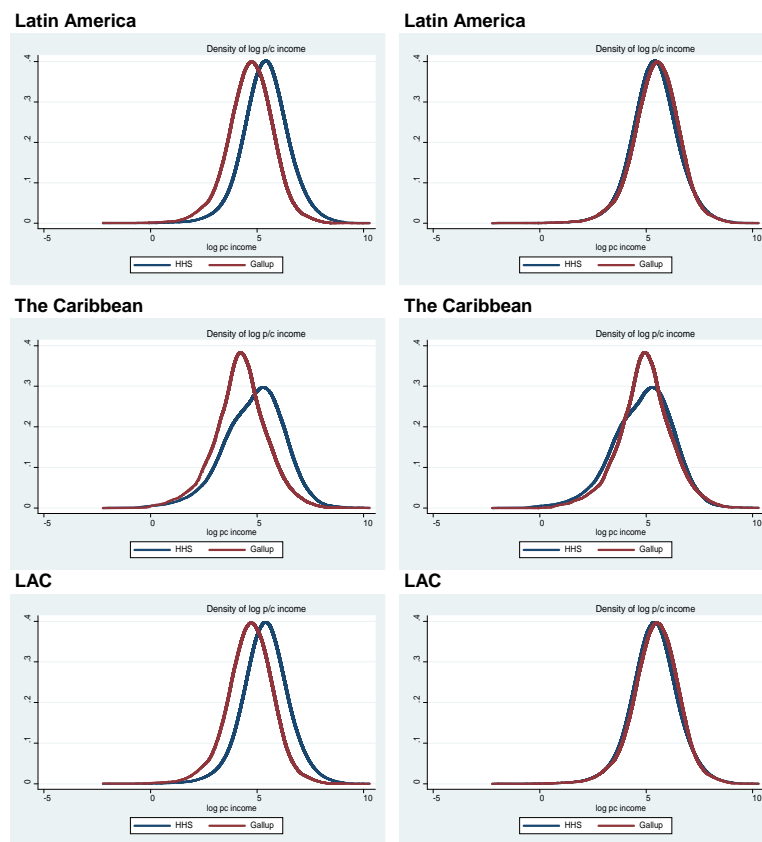 Latin America
Latin America
Density of log p/c income
Density of log p/c income
.4
.3
.2
.1
0
-5 0 5 10
log pc income
HHS Gallup
.4
.3
.2
.1
0
-5 0 5 10
log pc income
HHS Gallup
The Caribbean
The Caribbean
Density of log p/c income
Density of log p/c income
.4
.3
.2
.1
0
-5 0 5 10
log pc income
HHS Gallup
.4
.3
.2
.1
0
-5 0 5 10
log pc income
HHS Gallup
LAC
LAC
Density of log p/c income
Density of log p/c income
.4
.3
.2
.1
0
-5 0 5 10
log pc income
HHS Gallup
.4
.3
.2
.1
0
-5 0 5 10
log pc income
HHS Gallup